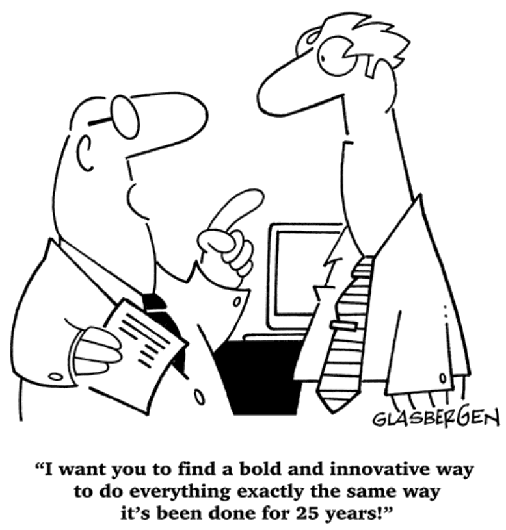 GLASBERGEN
“I want you to find a bold and innovative way
to do everything exactly the same way
it’s been done for 25 years!”